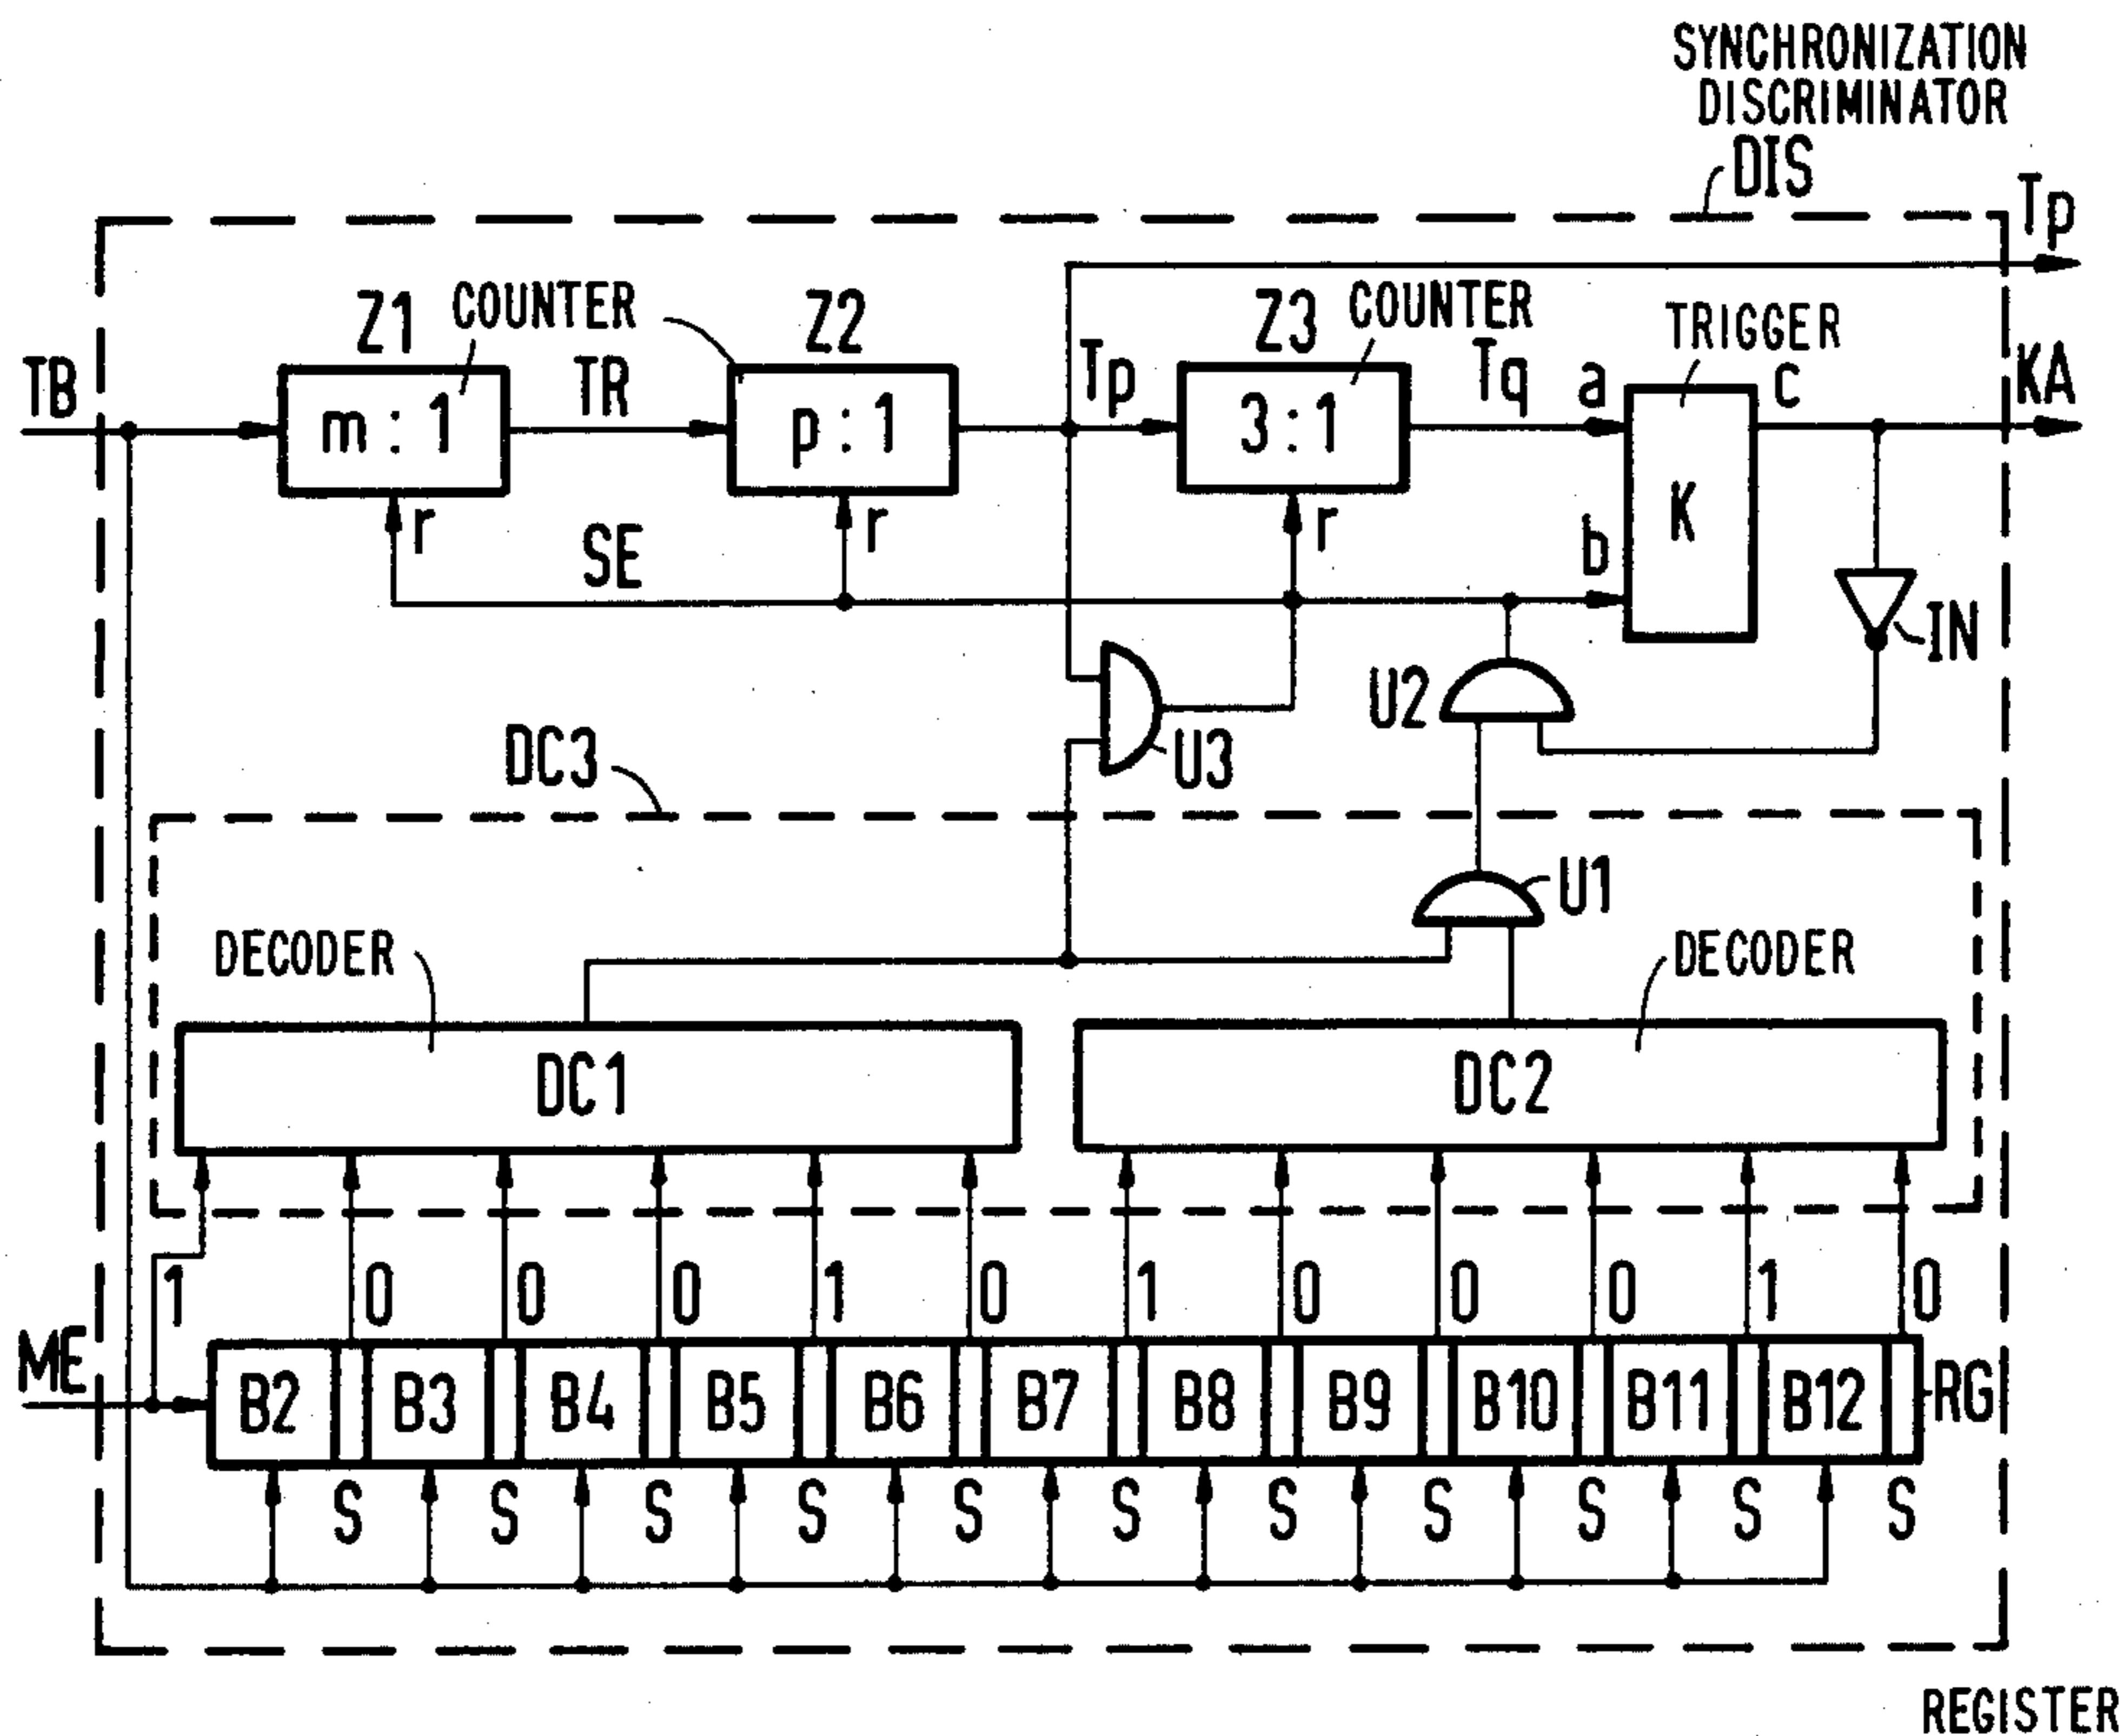 SYNCHRONIZATION
DISCRIMINATOR
DIS
Tp
Z1 COUNTER Z2 Z3 COUNTER TRIGGER
TB TR Tp Tq a c KA
m : 1 p : 1 3 : 1
r SE r r b K
IN
U2
DC3 U3
U1
DECODER DECODER
DC1 DC2
1 0 0 0 1 0 1 0 0 0 1 0
ME B2 B3 B4 B5 B6 B7 B8 B9 B10 B11 B12 RG
S S S S S S S S S S S
REGISTER